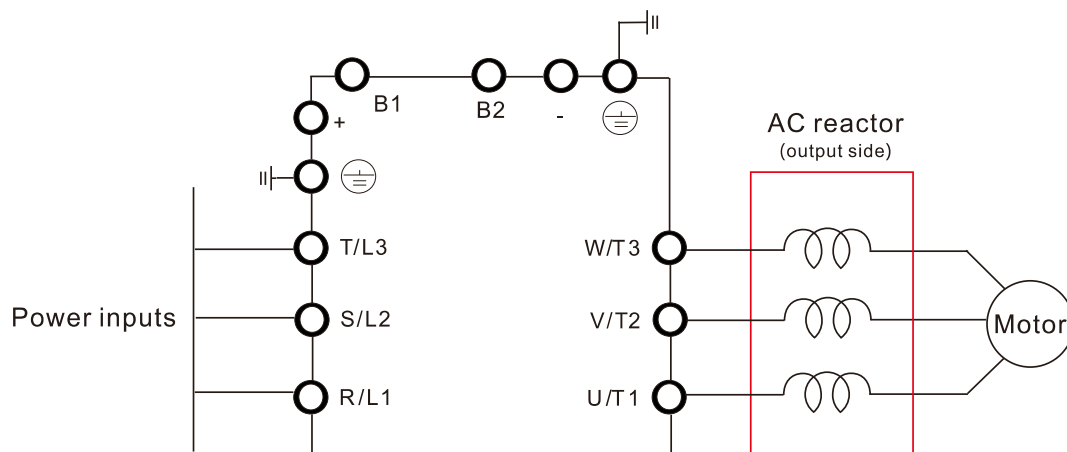 B1
B2
-
+
AC reactor
(output side)
T/L3
W/T3
Power inputs
S/L2
V/T2
Motor
R/L1
U/T1